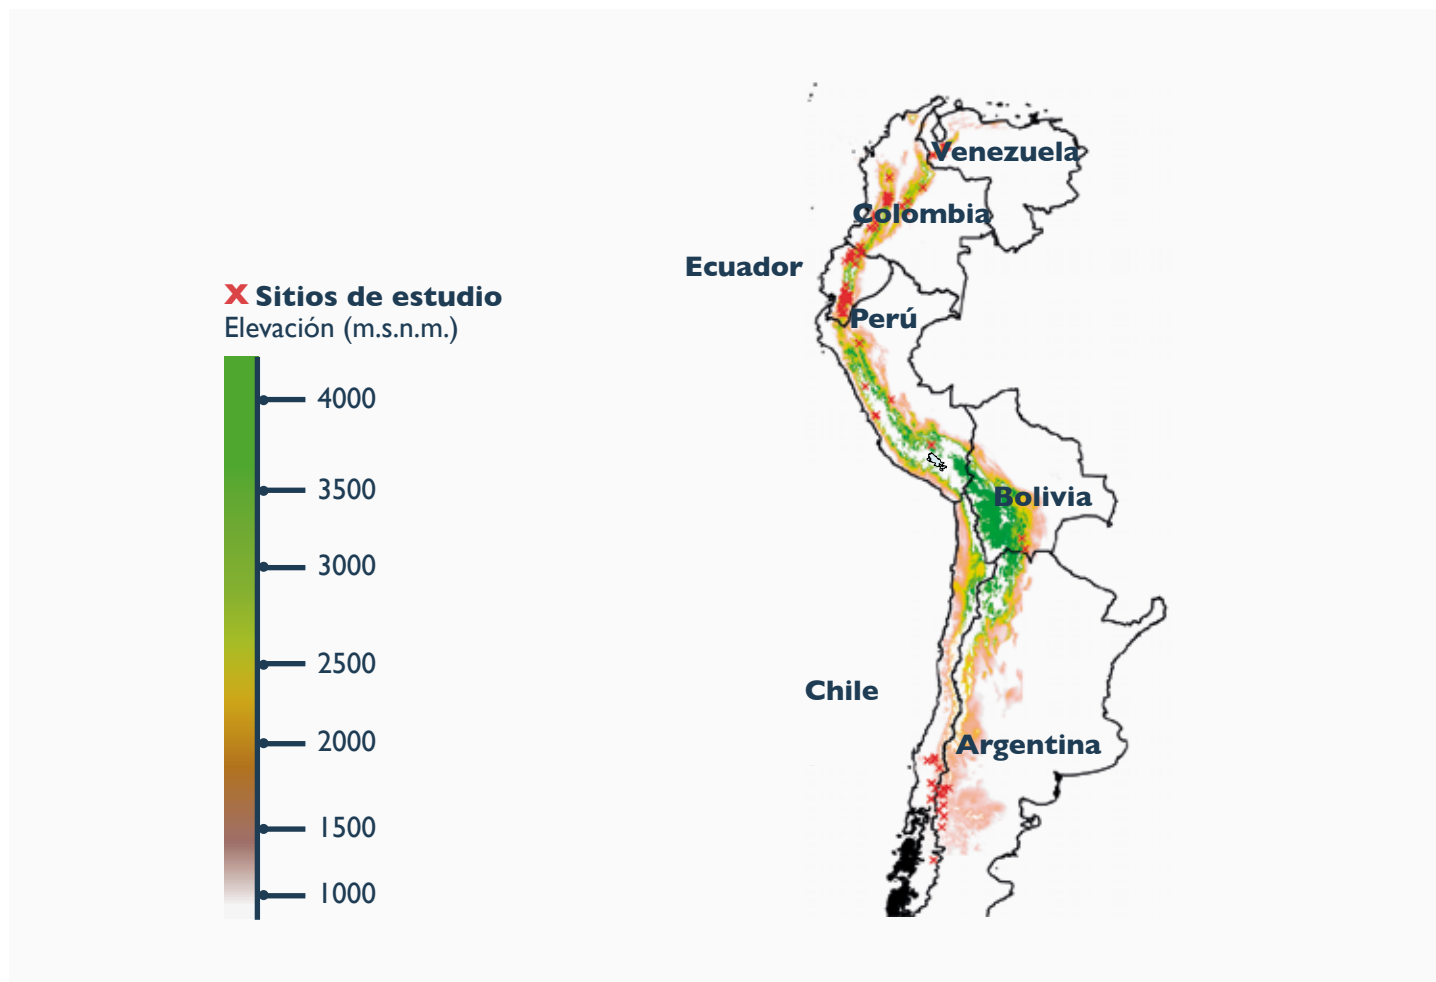 Venezuela
Colombia
Ecuador
X Sitios de estudio
Elevación (m.s.n.m.)
Perú
4000
3500
3000
2500
2000
1500
1000
Bolivia
Chile
Argentina